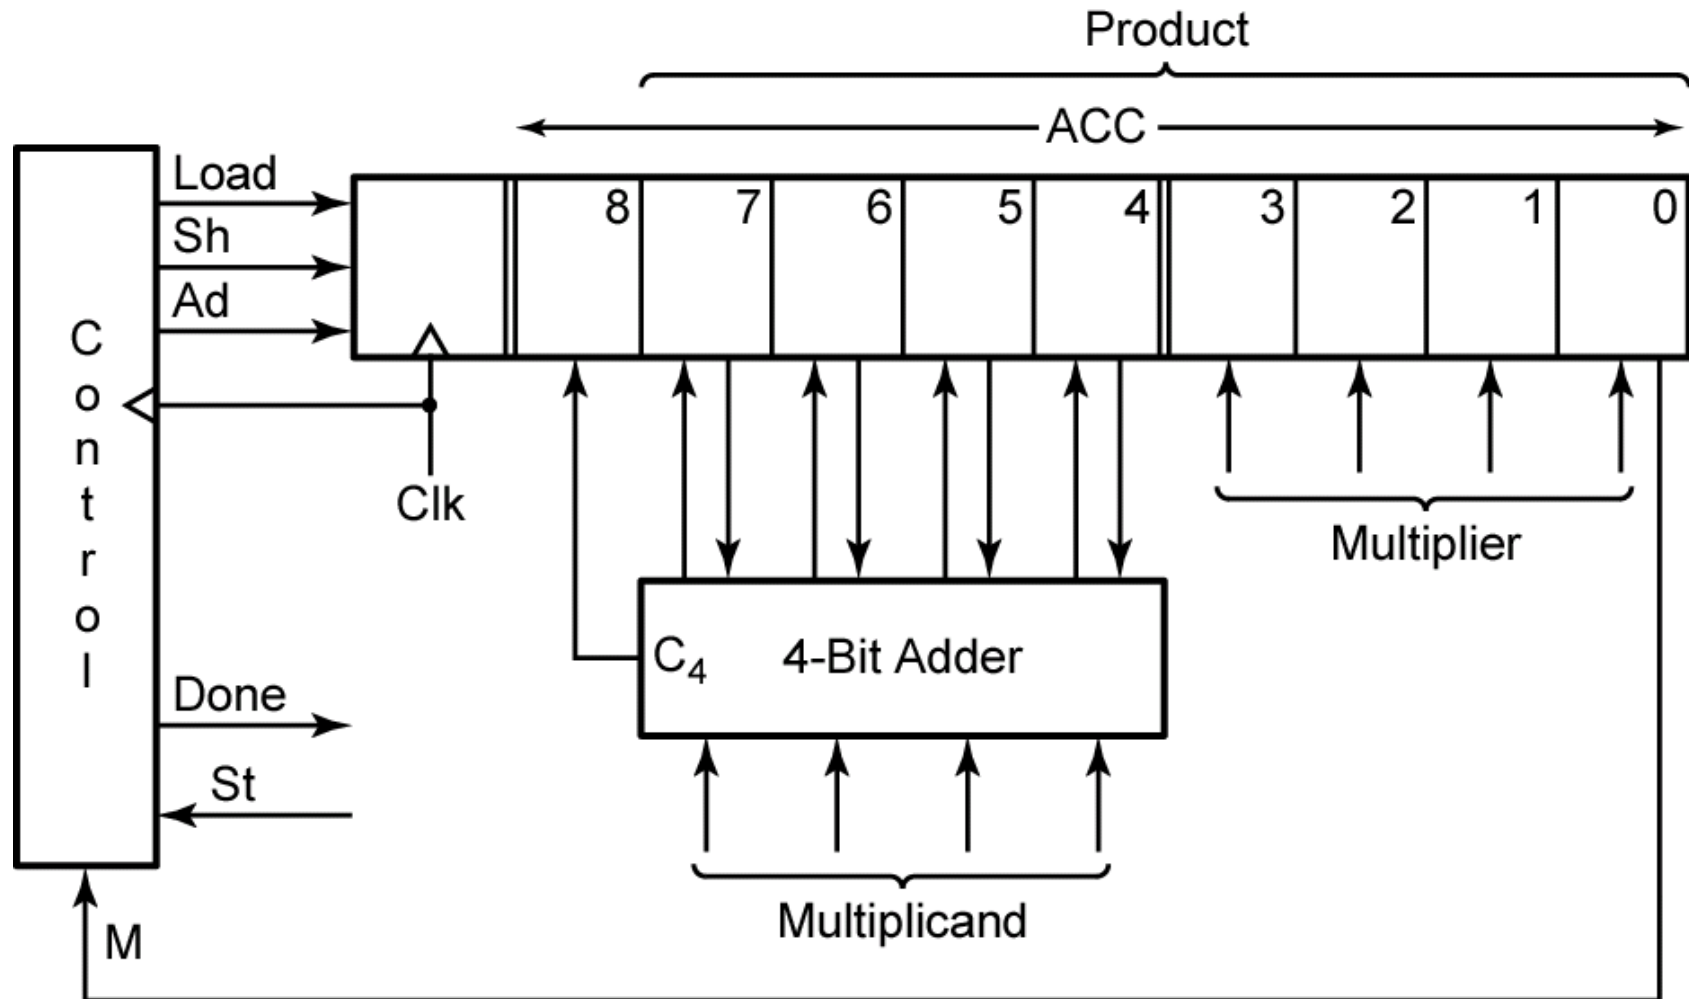 Product
ACC
Load
Sh
Ad
8 7 6 5 4 3 2 1 0
Control
Clk
Multiplier
C4 4-Bit Adder
Done
St
Multiplicand
M